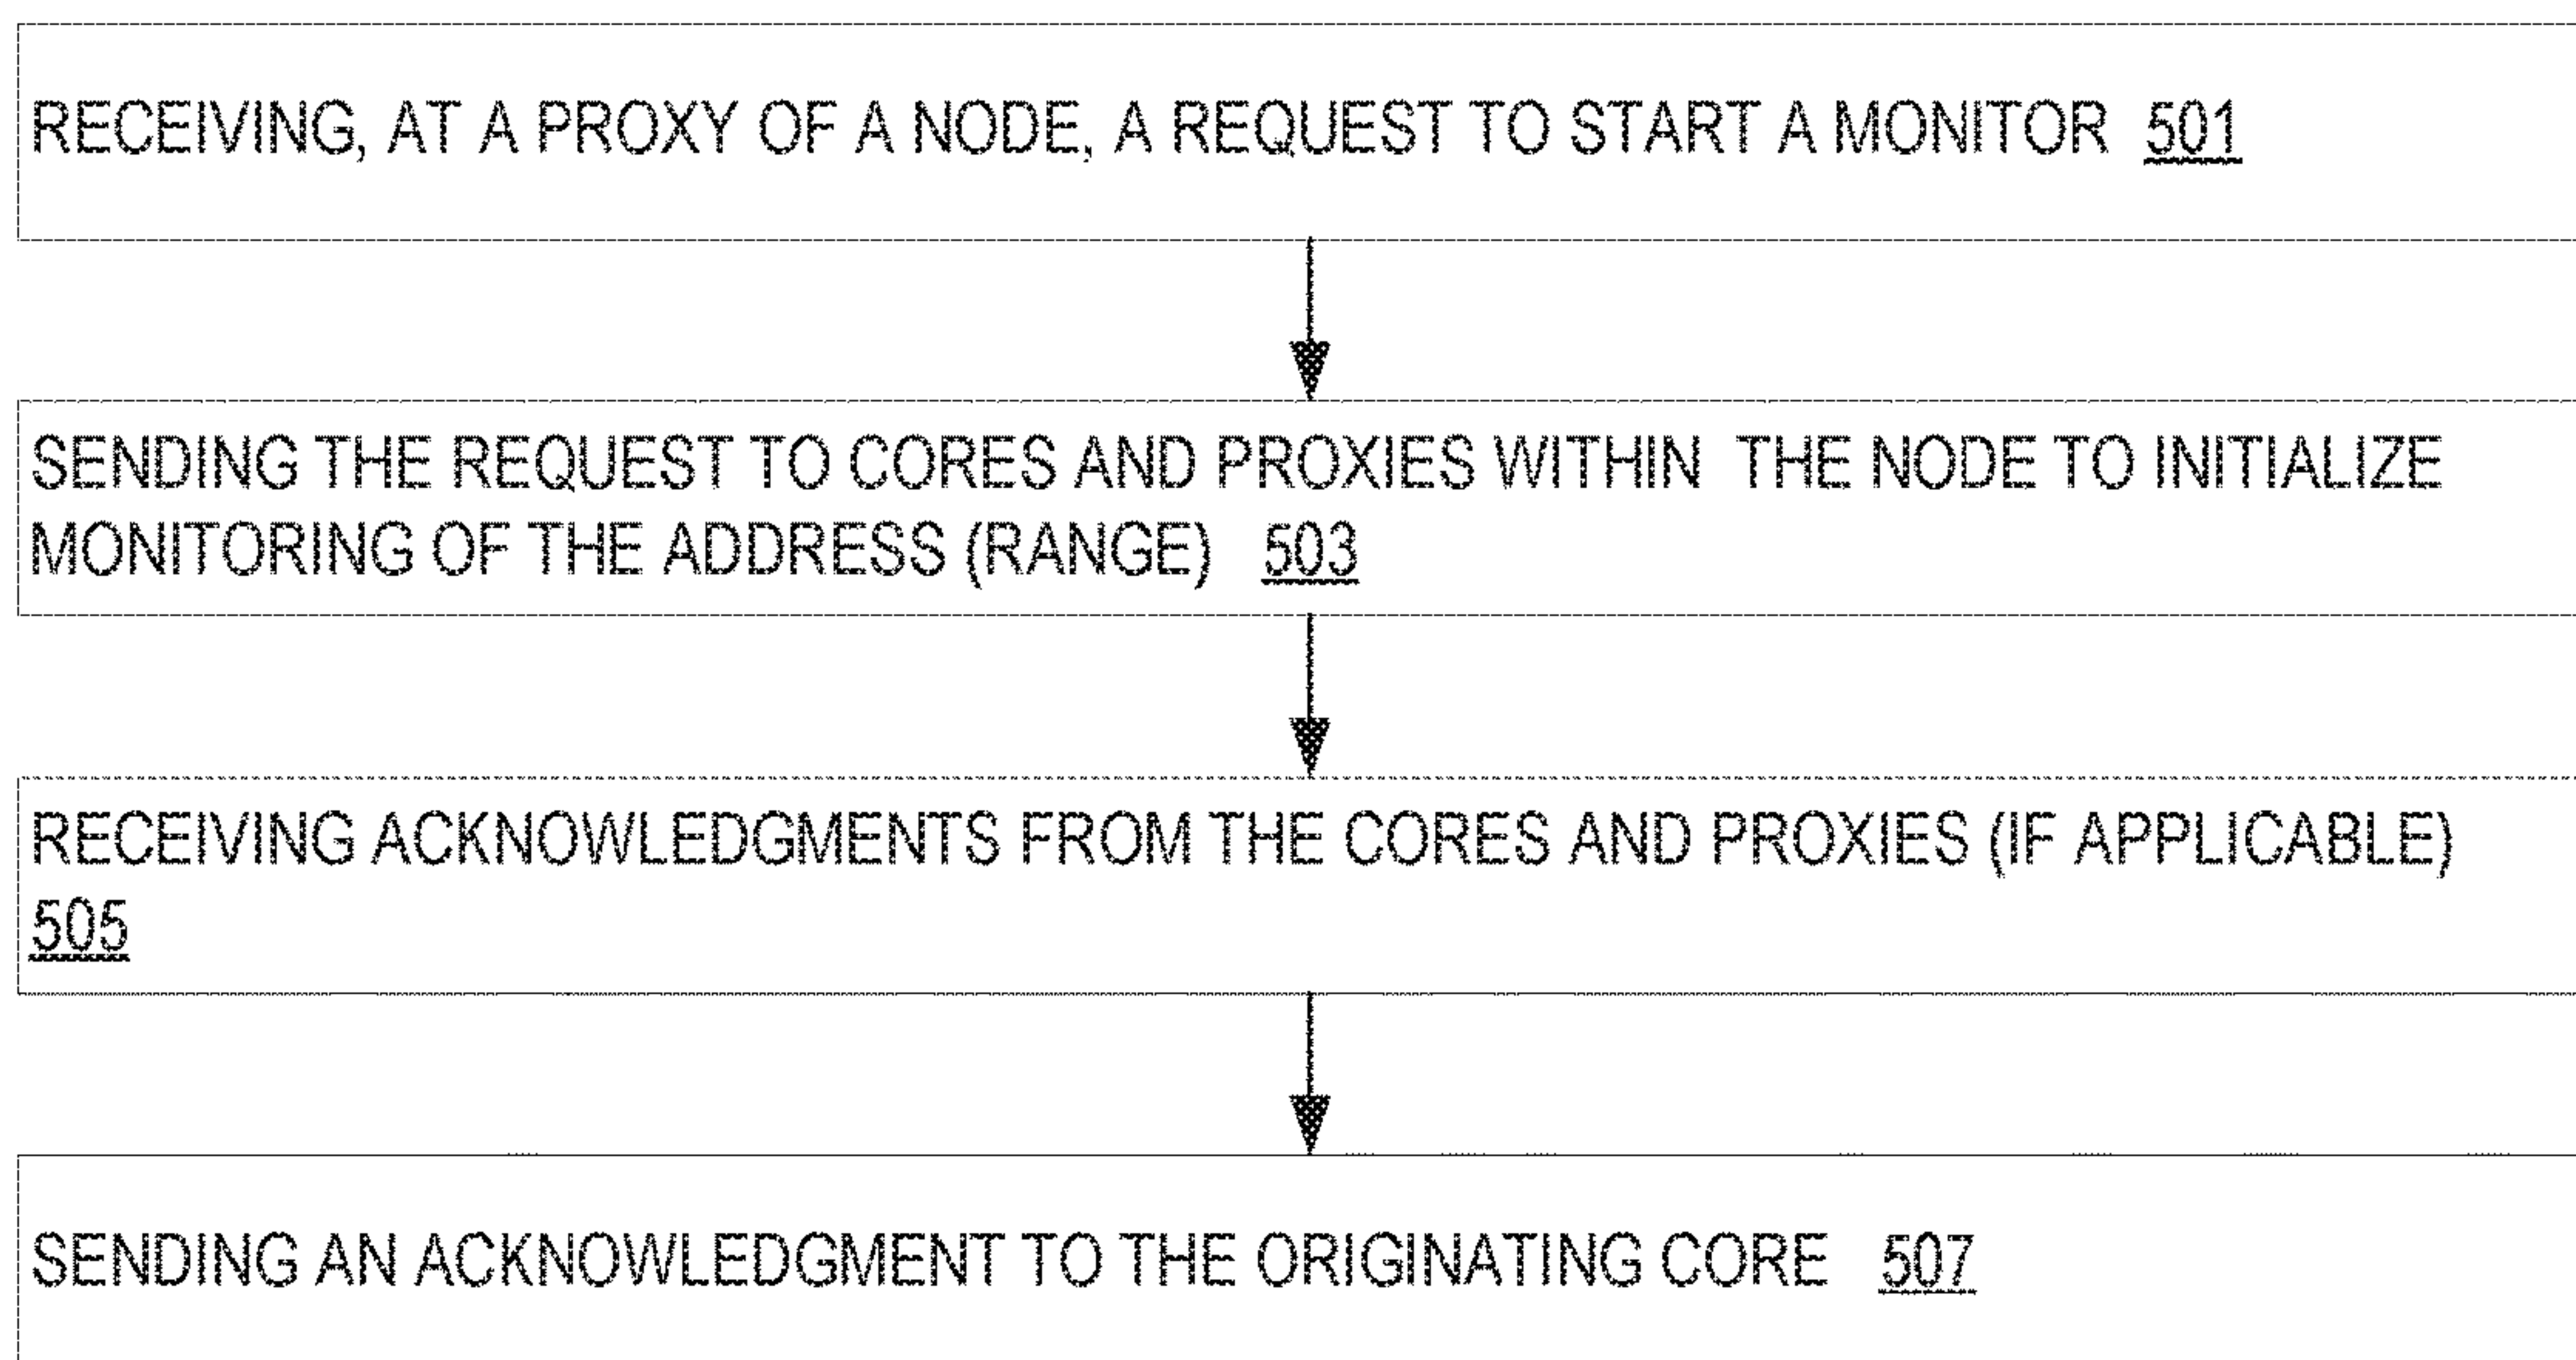 RECEIVING, AT A PROXY OF A NODE, A REQUEST TO START A MONITOR 501
SENDING THE REQUEST TO CORES AND PROXIES WITHIN THE NODE TO INITIALIZE
MONITORING OF THE ADDRESS (RANGE) 503
RECEIVING ACKNOWLEDGMENTS FROM THE CORES AND PROXIES (IF APPLICABLE)
505
SENDING AN ACKNOWLEDGMENT TO THE ORIGINATING CORE 507